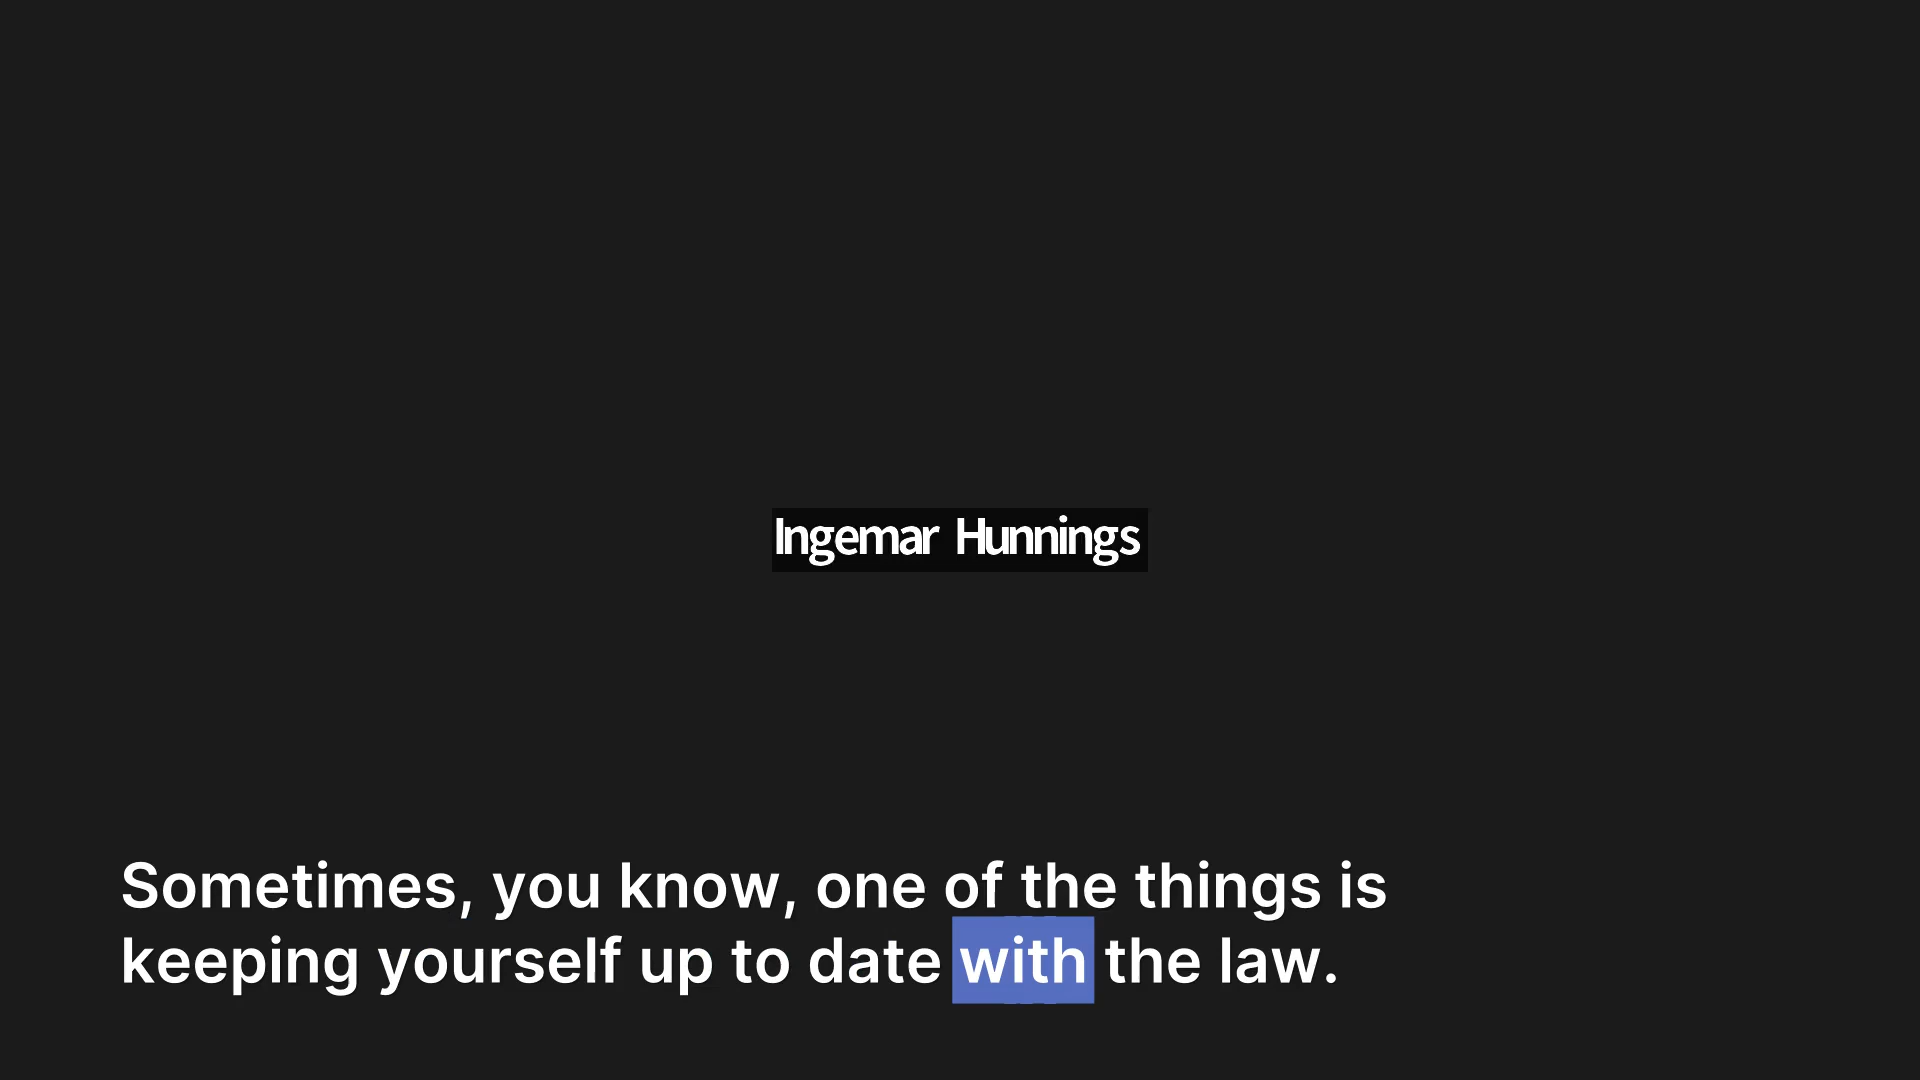 Ingemar Hunnings
Sometimes, you know, one of the things is
keeping yourself up to date with the law.